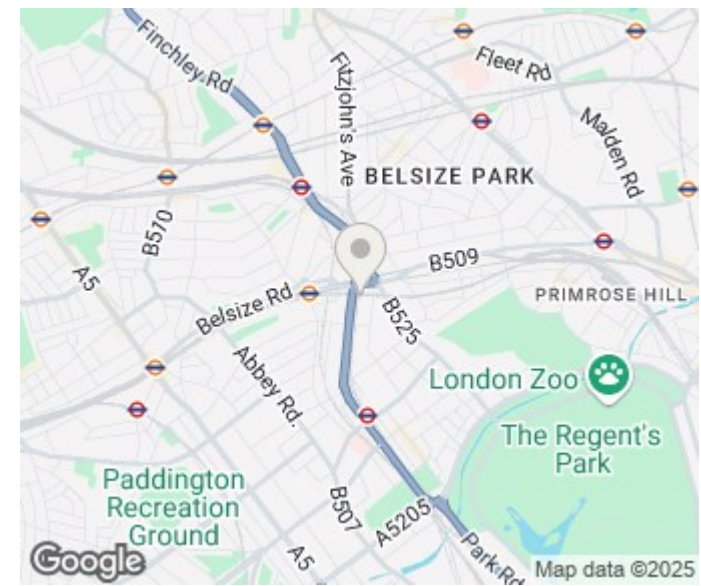 Finchley Rd
Fitzjohn's Ave
Fleet Rd
Malden Rd
BELSIZE PARK
B510
B509
A5
PRIMROSE HILL
Belsize Rd
B525
Abbey Rd.
London Zoo
The Regent's
Park
Paddington
Recreation
Ground
B507
A5205
A5
Park Rd
Google
Map data ©2025